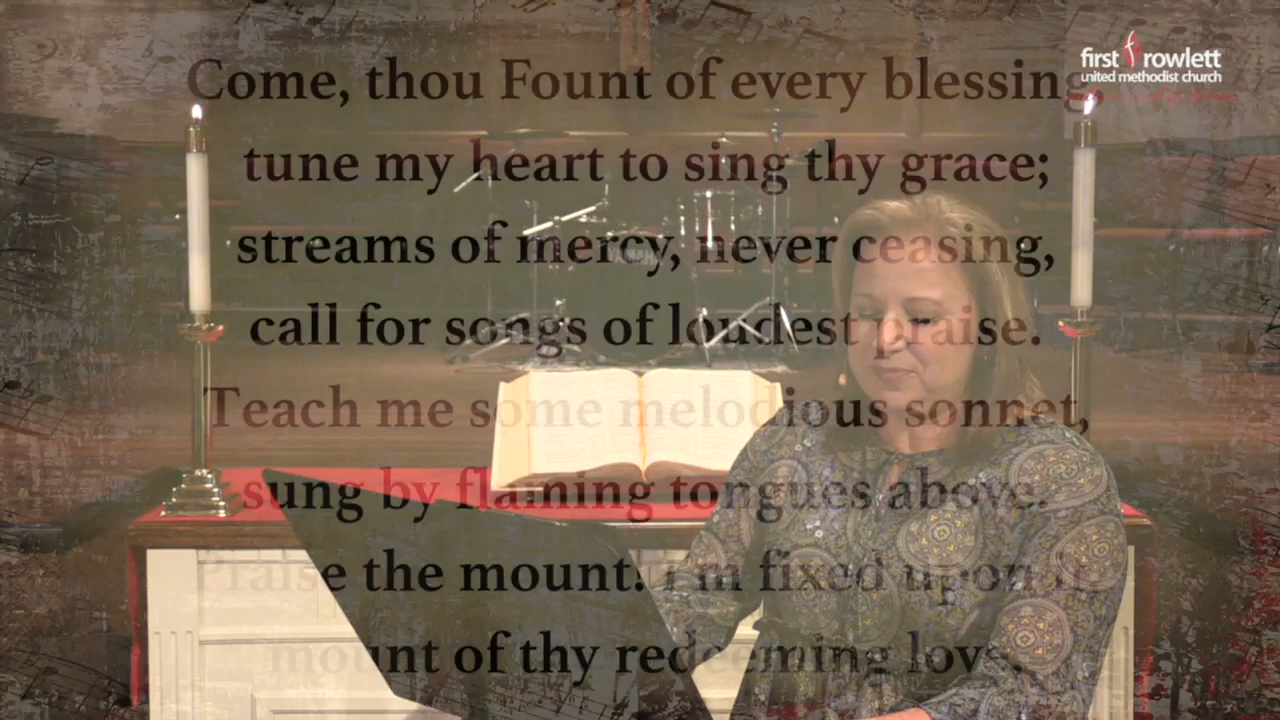 Come, thou Fount of every blessing,
tune my heart to sing thy grace;
streams of mercy, never ceasing,
call for songs of loudest praise.
Teach me some melodious sonnet,
sung by flaming tongues above.
Praise the mount! I'm fixed upon it
mount of thy redeeming love.
first rowlett
united methodist church
YAMAHA